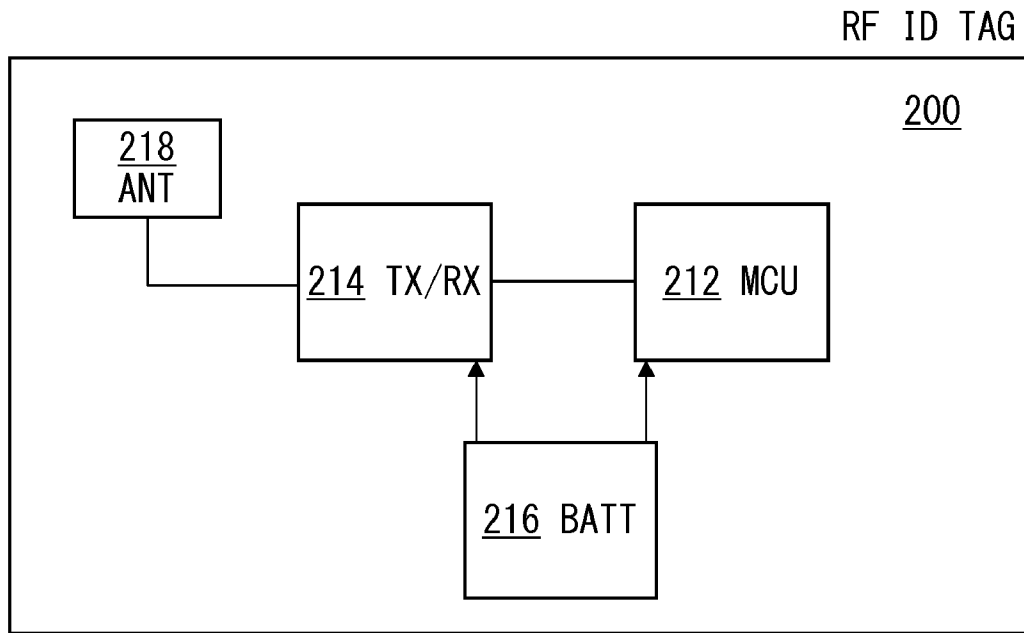 RF ID TAG
200
218
ANT
214 TX/RX
212 MCU
216 BATT